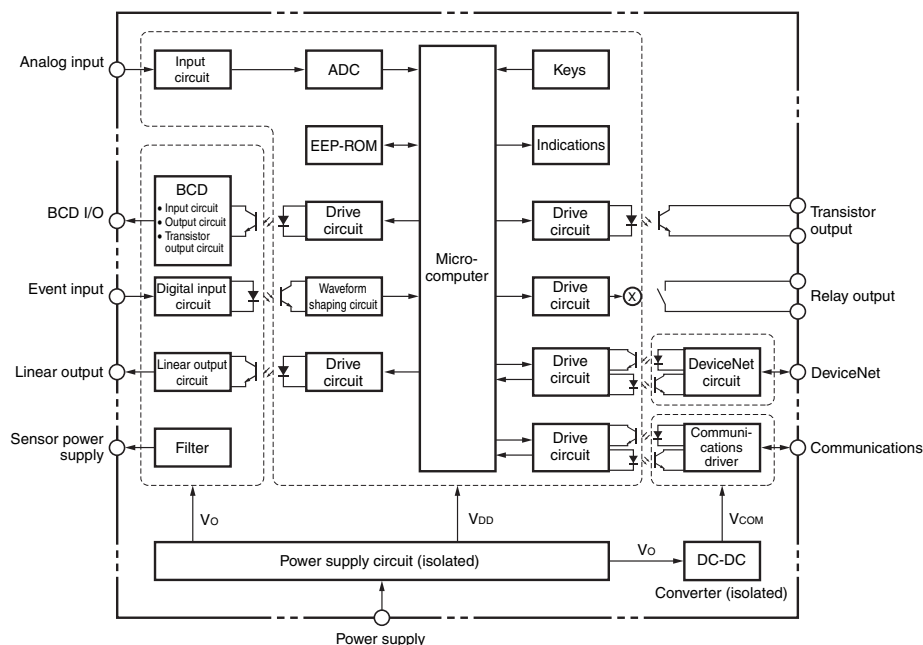 Analog input
Input
circuit
ADC
Keys
EEP-ROM
Indications
BCD I/O
BCD
• Input circuit
• Output circuit
• Transistor
output circuit
Drive
circuit
Micro-
computer
Drive
circuit
Transistor
output
Event input
Digital input
circuit
Waveform
shaping circuit
Drive
circuit
X
Relay output
Linear output
Linear output
circuit
Drive
circuit
Drive
circuit
DeviceNet
circuit
DeviceNet
Sensor power
supply
Filter
Drive
circuit
Communi-
cations
driver
Communications
VO
VDD
VCOM
Power supply circuit (isolated)
VO
DC-DC
Converter (isolated)
Power supply